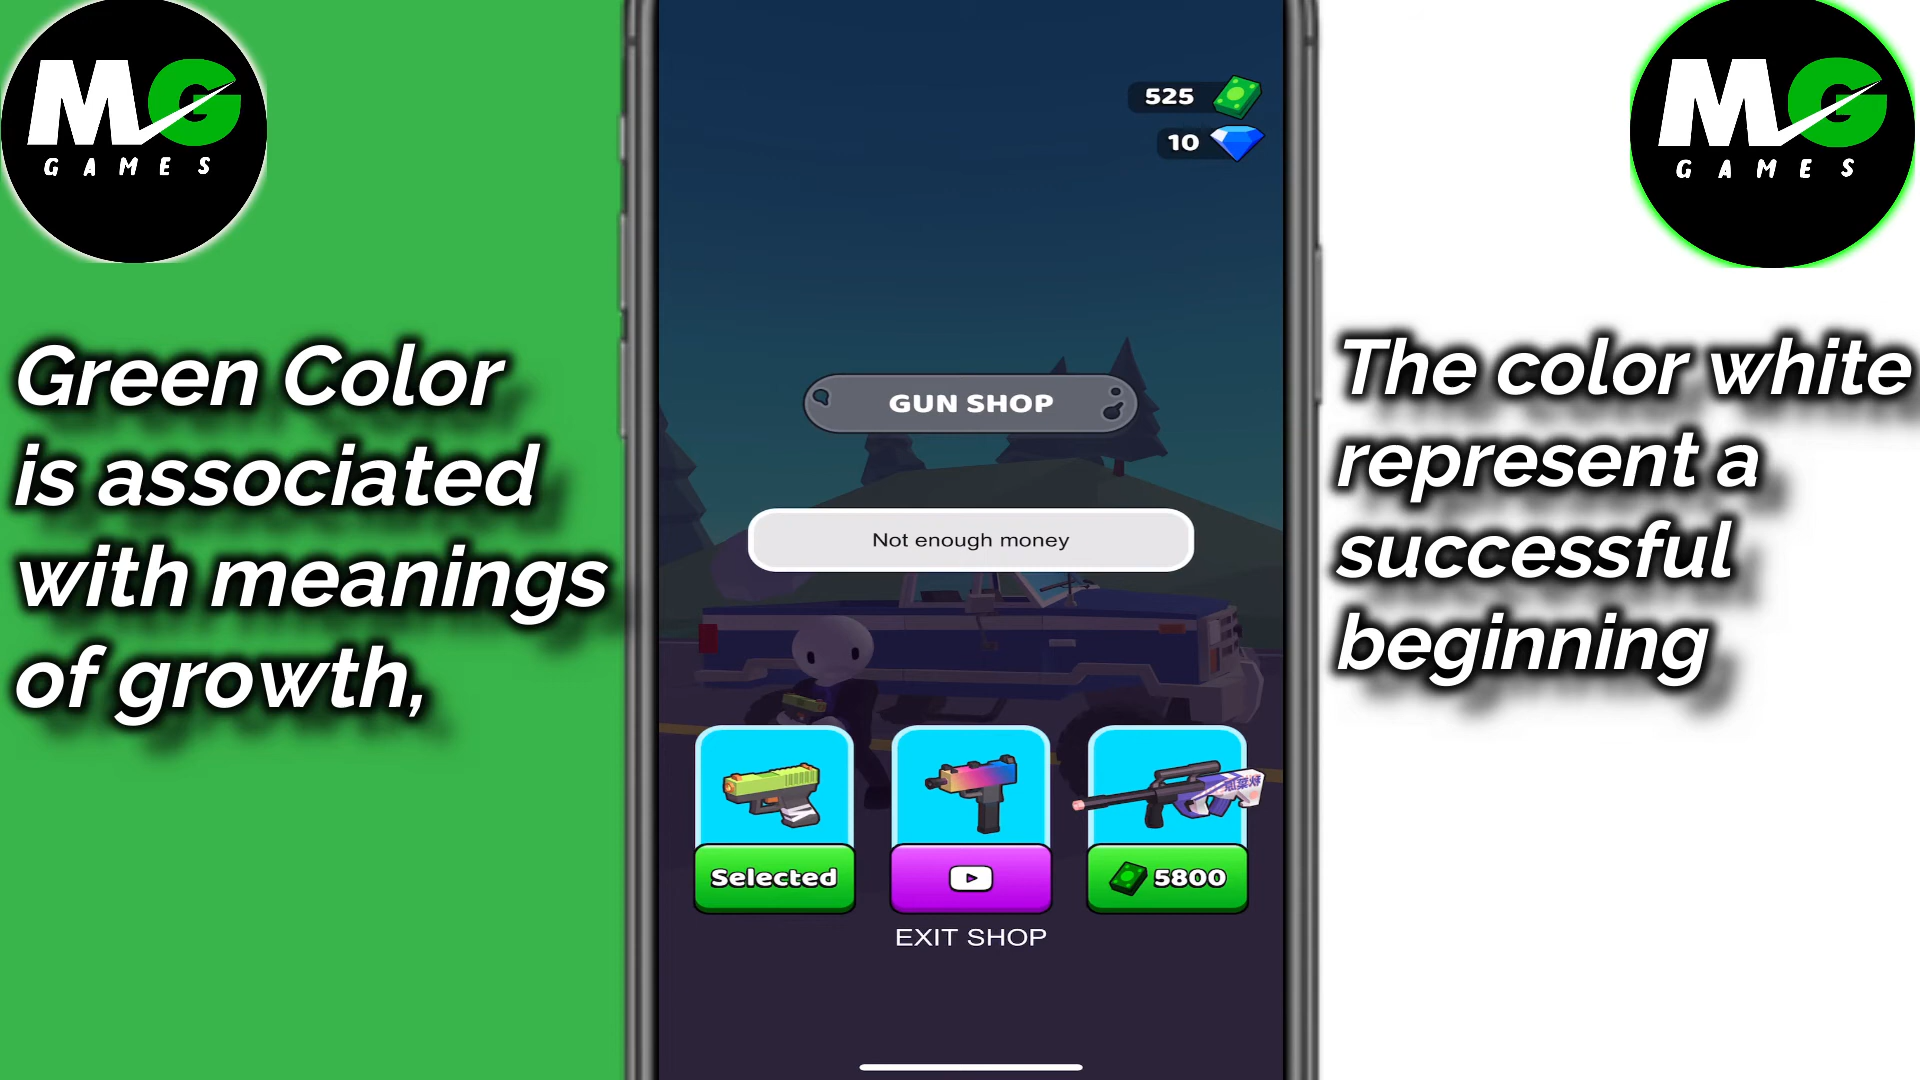 MG
GAMES
MG
GAMES
525
10
Green Color
is associated
with meanings
of growth,
GUN SHOP
Not enough money
Selected
5800
EXIT SHOP
The color white
represent a
successful
beginning